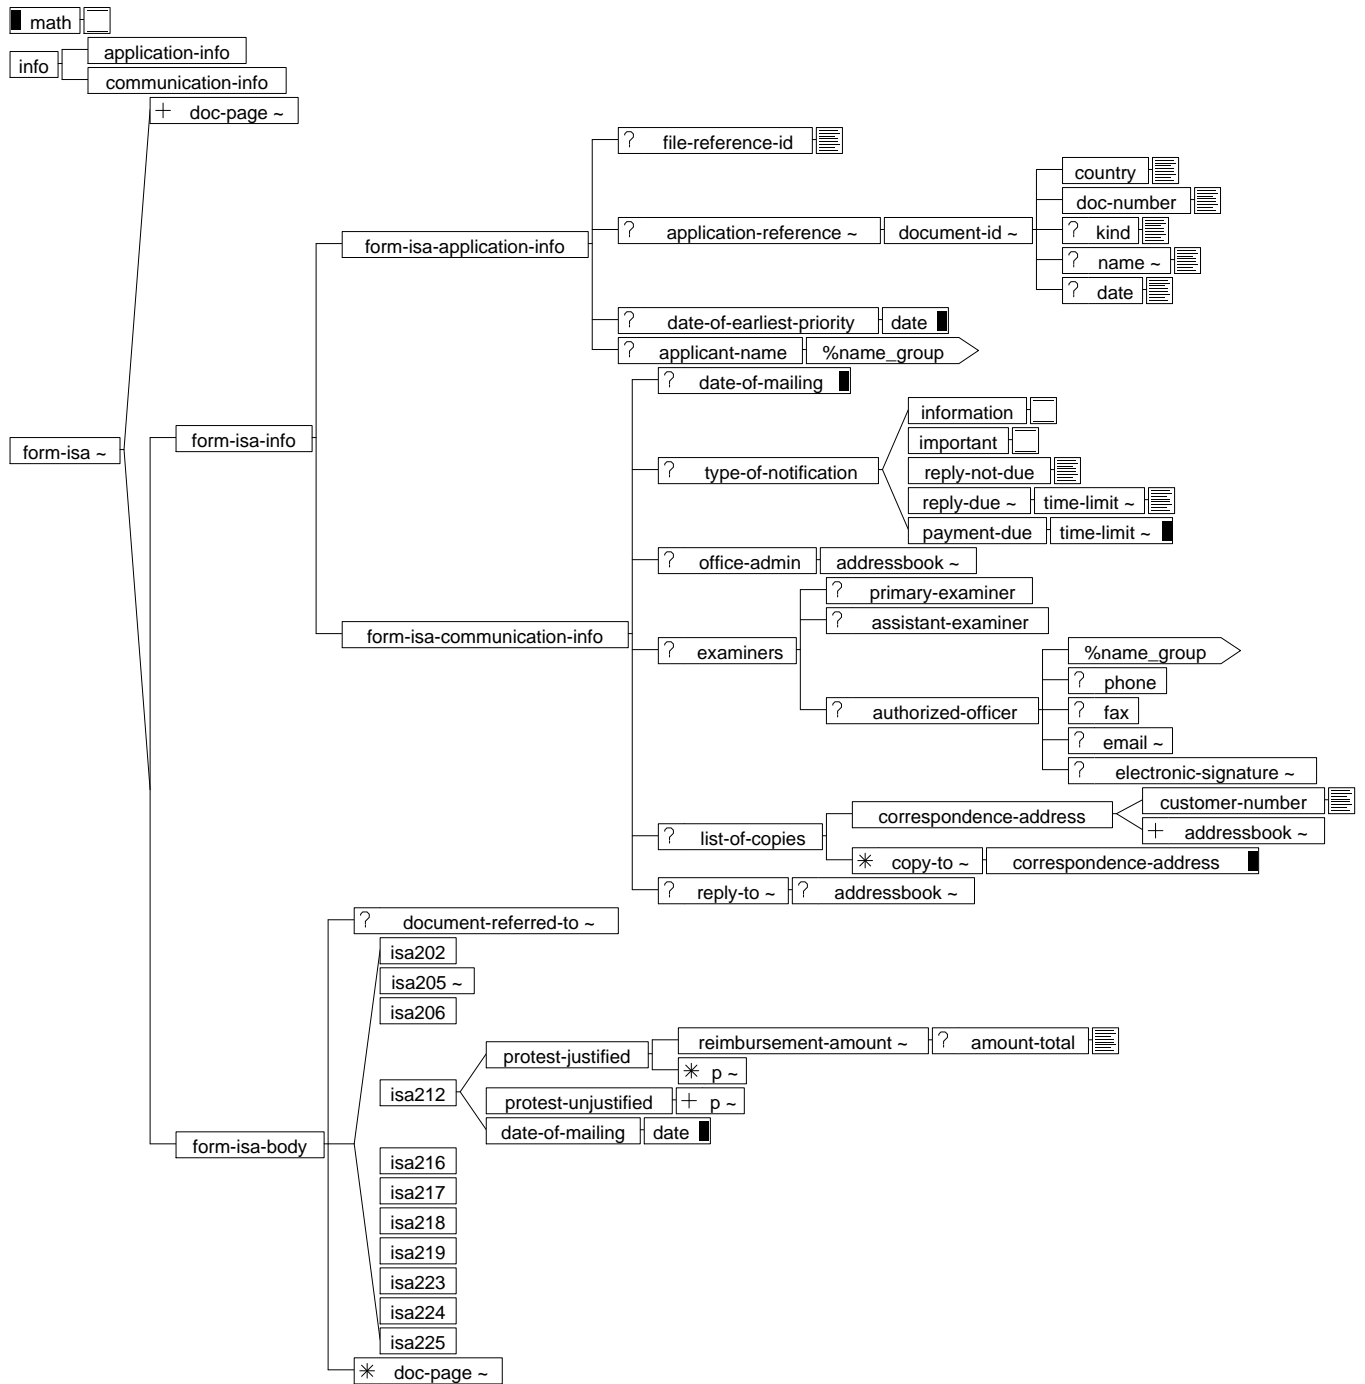 math
application-info
info
communication-info
+ doc-page ~
? file-reference-id
country
doc-number
form-isa-application-info
? application-reference ~ document-id ~
? kind
? name ~
? date
? date-of-earliest-priority date
? applicant-name %name_group
? date-of-mailing
information
form-isa ~
form-isa-info
important
? type-of-notification
reply-not-due
reply-due ~ time-limit ~
payment-due time-limit ~
? office-admin addressbook ~
? primary-examiner
? assistant-examiner
form-isa-communication-info
? examiners
%name_group
? phone
? authorized-officer
? fax
? email ~
? electronic-signature ~
customer-number
correspondence-address
? list-of-copies
+ addressbook ~
* copy-to ~ correspondence-address
? reply-to ~ ? addressbook ~
? document-referred-to ~
isa202
isa205 ~
isa206
reimbursement-amount ~ ? amount-total
protest-justified
* p ~
isa212
protest-unjustified + p ~
date-of-mailing date
form-isa-body
isa216
isa217
isa218
isa219
isa223
isa224
isa225
* doc-page ~